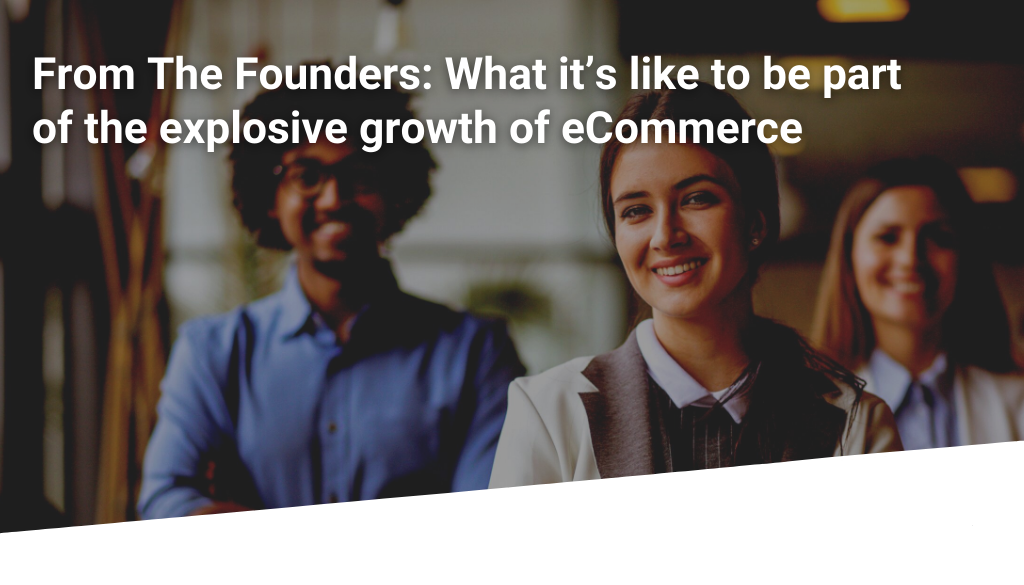 From The Founders: What it’s like to be part
of the explosive growth of eCommerce